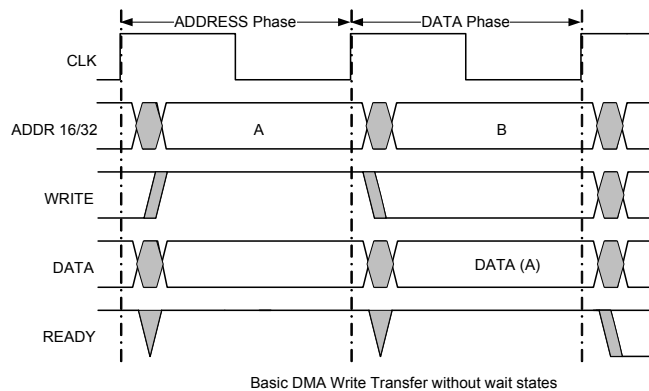 ADDRESS Phase DATA Phase
CLK
ADDR 16/32 A B
WRITE
DATA DATA (A)
READY
Basic DMA Write Transfer without wait states